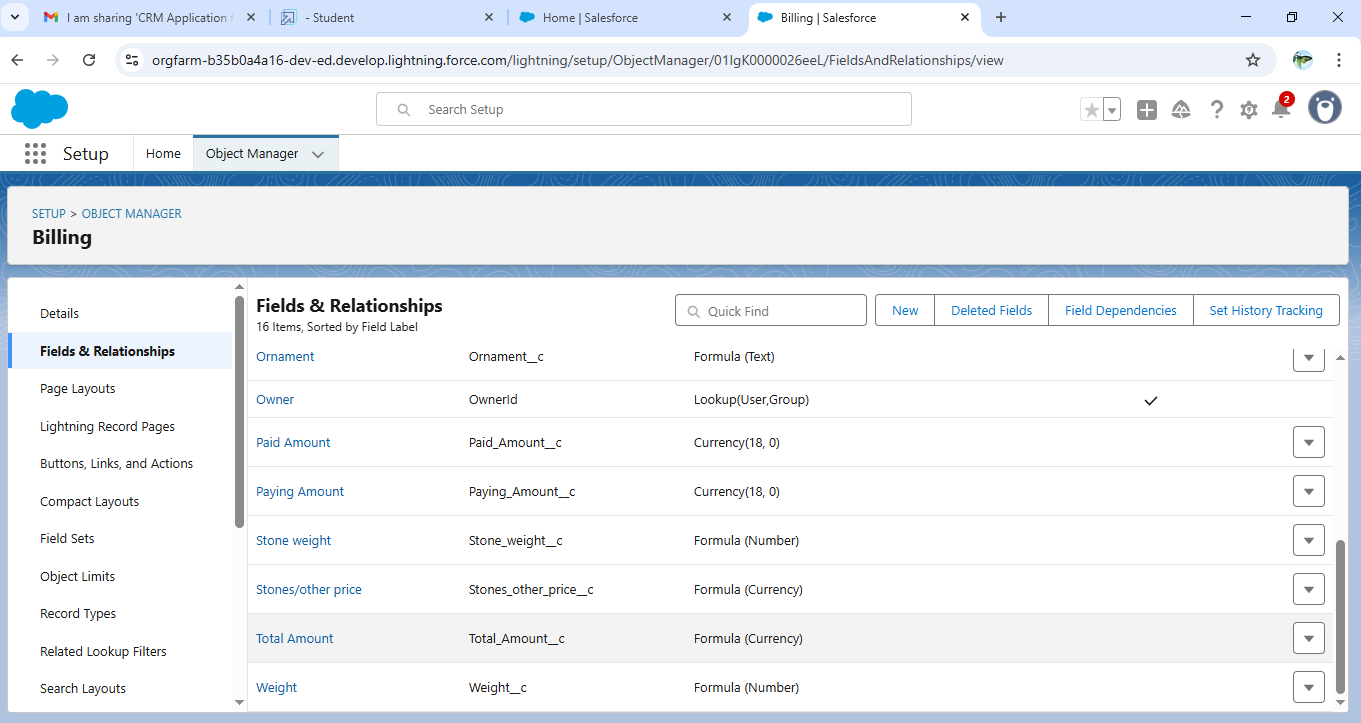 I am sharing 'CRM Application f
- Student
Home | Salesforce
Billing | Salesforce
orgfarm-b35b0a4a16-dev-ed.develop.lightning.force.com/lightning/setup/ObjectManager/01IgK0000026eeL/FieldsAndRelationships/view
Search Setup
2
Setup
Home
Object Manager
SETUP > OBJECT MANAGER
Billing
Details
Fields & Relationships
Page Layouts
Lightning Record Pages
Buttons, Links, and Actions
Compact Layouts
Field Sets
Object Limits
Record Types
Related Lookup Filters
Search Layouts
Fields & Relationships
16 Items, Sorted by Field Label
Quick Find
New
Deleted Fields
Field Dependencies
Set History Tracking
Ornament Ornament__c Formula (Text)
Owner OwnerId Lookup(User,Group)
Paid Amount Paid_Amount__c Currency(18, 0)
Paying Amount Paying_Amount__c Currency(18, 0)
Stone weight Stone_weight__c Formula (Number)
Stones/other price Stones_other_price__c Formula (Currency)
Total Amount Total_Amount__c Formula (Currency)
Weight Weight__c Formula (Number)